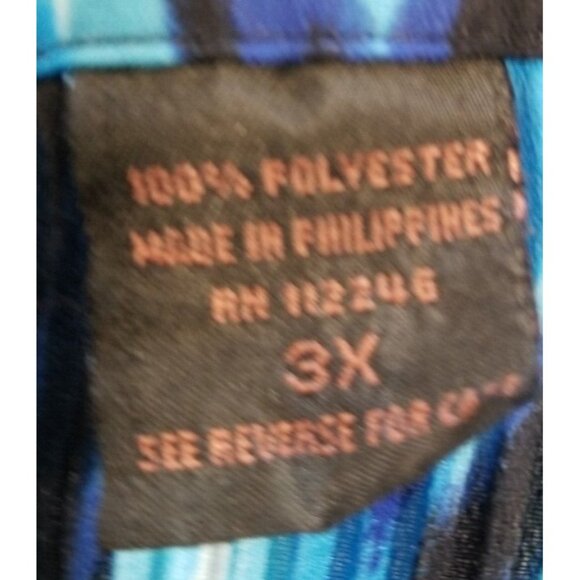 100% POLYESTER
MADE IN PHILIPPINES
RN 112246
3X
SEE REVERSE FOR